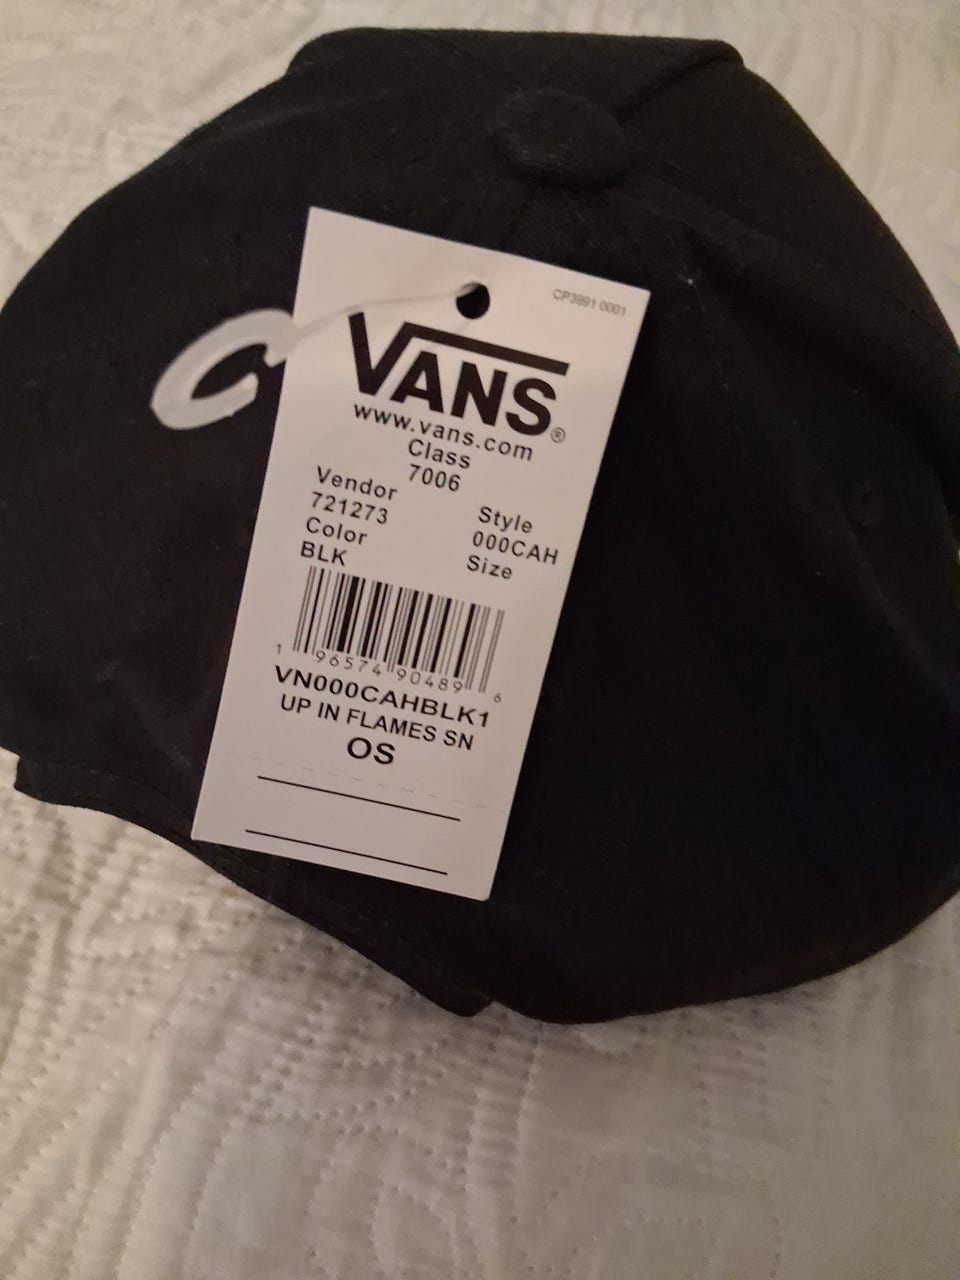 CP3991 0001
VANS®
www.vans.com
Class
7006
Vendor
721273
Style
000CAH
Color
BLK
Size
1 96574 90489 6
VN000CAHBLK1
UP IN FLAMES SN
OS